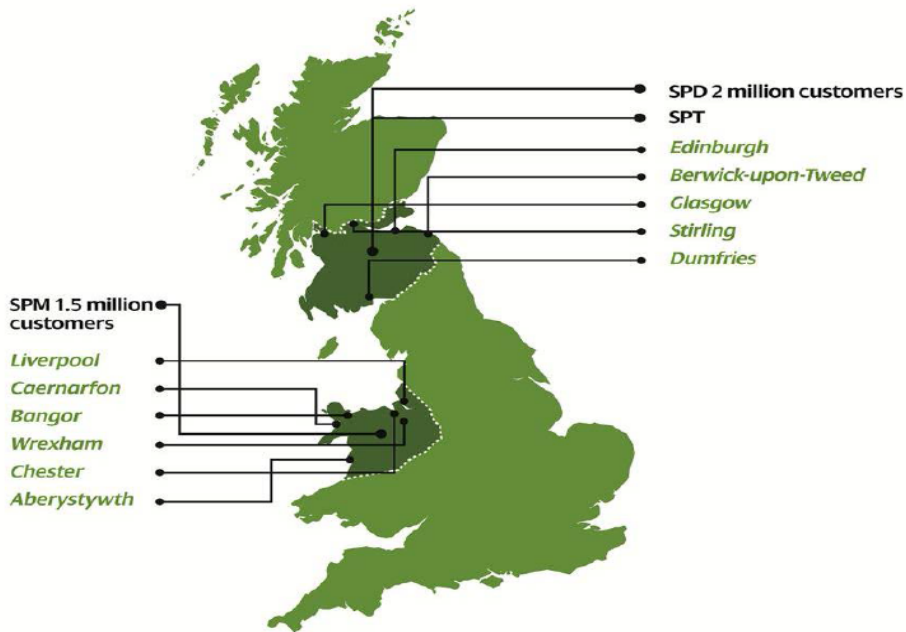 SPD 2 million customers
SPT
Edinburgh
Berwick-upon-Tweed
Glasgow
Stirling
Dumfries
SPM 1.5 million
customers
Liverpool
Caernarfon
Bangor
Wrexham
Chester
Aberystywth